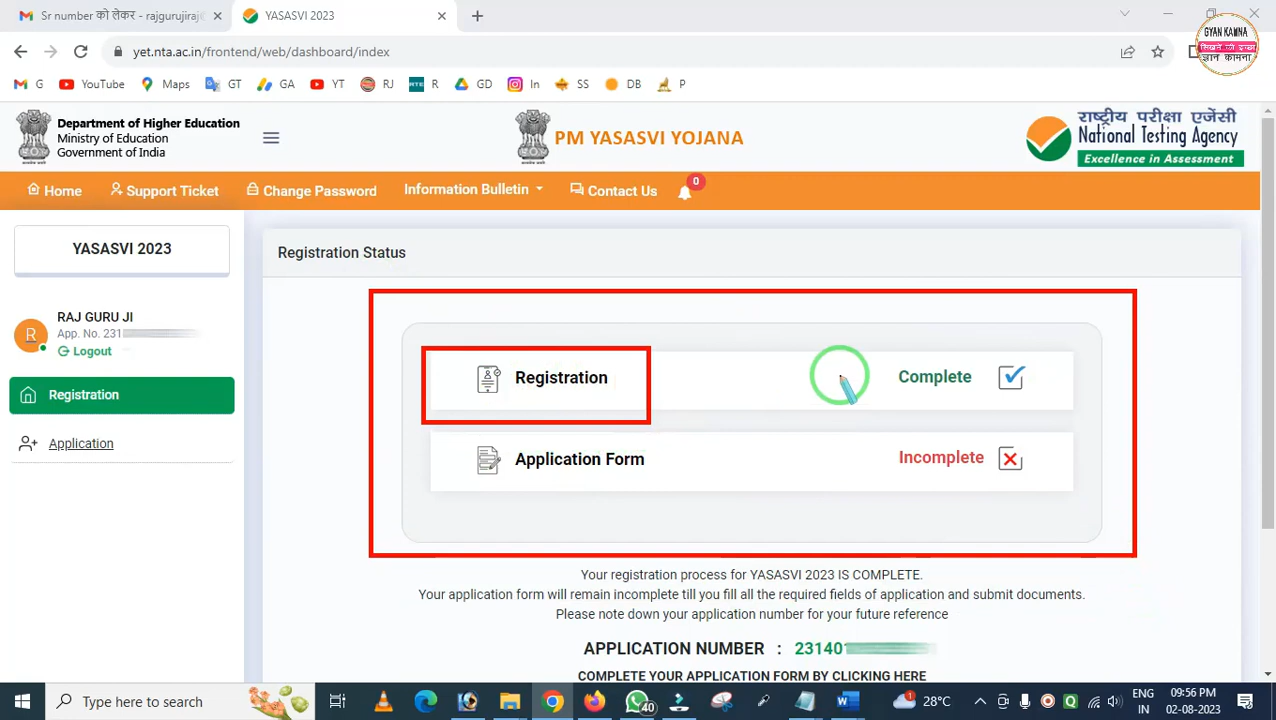 Sr number को लेकर - rajgurujiraj
YASASVI 2023
yet.nta.ac.in/frontend/web/dashboard/index
GYAN KAMNA
ज्ञान कामना
G YouTube Maps GT GA YT RJ R GD In SS DB P
Department of Higher Education
Ministry of Education
Government of India
PM YASASVI YOJANA
राष्ट्रीय परीक्षा एजेंसी
National Testing Agency
Excellence in Assessment
Home Support Ticket Change Password Information Bulletin Contact Us 0
YASASVI 2023
Registration Status
R
RAJ GURU JI
App. No. 231
Logout
Registration
Application
Registration Complete
Application Form Incomplete
Your registration process for YASASVI 2023 IS COMPLETE.
Your application form will remain incomplete till you fill all the required fields of application and submit documents.
Please note down your application number for your future reference
APPLICATION NUMBER : 23140
COMPLETE YOUR APPLICATION FORM BY CLICKING HERE
Type here to search
40
1
28°C
ENG
IN
09:56 PM
02-08-2023